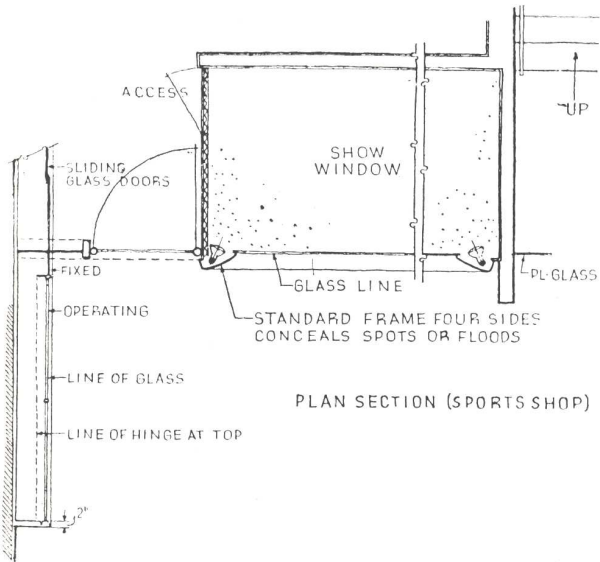 ACCESS
UP
SHOW
WINDOW
SLIDING
GLASS DOORS
FIXED
GLASS LINE
PL. GLASS
OPERATING
STANDARD FRAME FOUR SIDES
CONCEALS SPOTS OR FLOODS
LINE OF GLASS
PLAN SECTION (SPORTS SHOP)
LINE OF HINGE AT TOP
2"